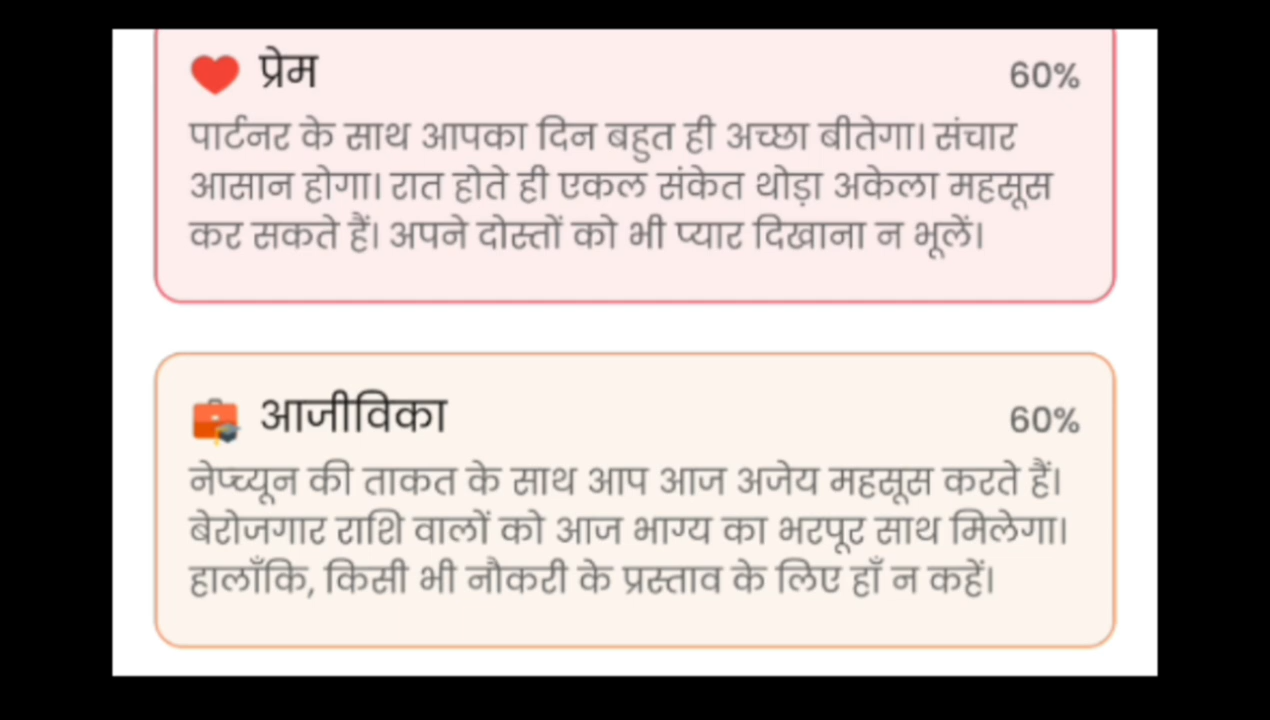 प्रेम 60%
पार्टनर के साथ आपका दिन बहुत ही अच्छा बीतेगा। संचार
आसान होगा। रात होते ही एकल संकेत थोड़ा अकेला महसूस
कर सकते हैं। अपने दोस्तों को भी प्यार दिखाना न भूलें।
आजीविका 60%
नेप्च्यून की ताकत के साथ आप आज अजेय महसूस करते हैं।
बेरोजगार राशि वालों को आज भाग्य का भरपूर साथ मिलेगा।
हालाँकि, किसी भी नौकरी के प्रस्ताव के लिए हाँ न कहें।